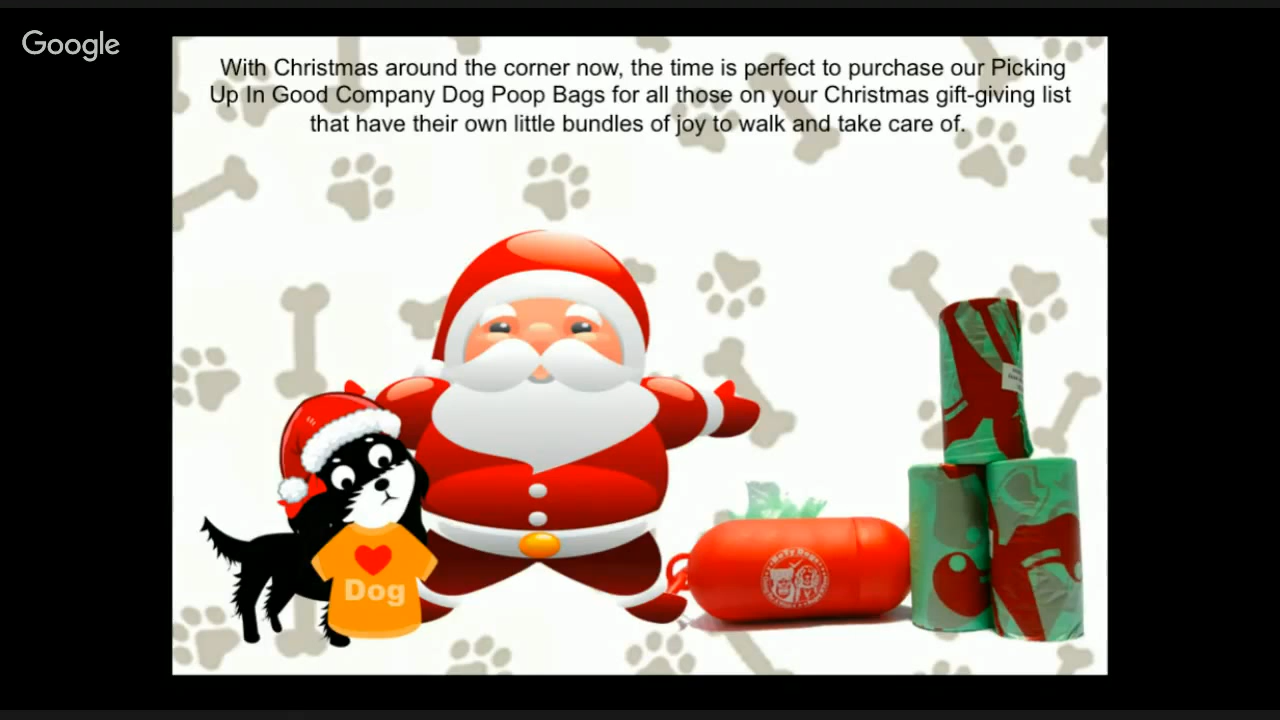 Google
With Christmas around the corner now, the time is perfect to purchase our Picking
Up In Good Company Dog Poop Bags for all those on your Christmas gift-giving list
that have their own little bundles of joy to walk and take care of.
Dog